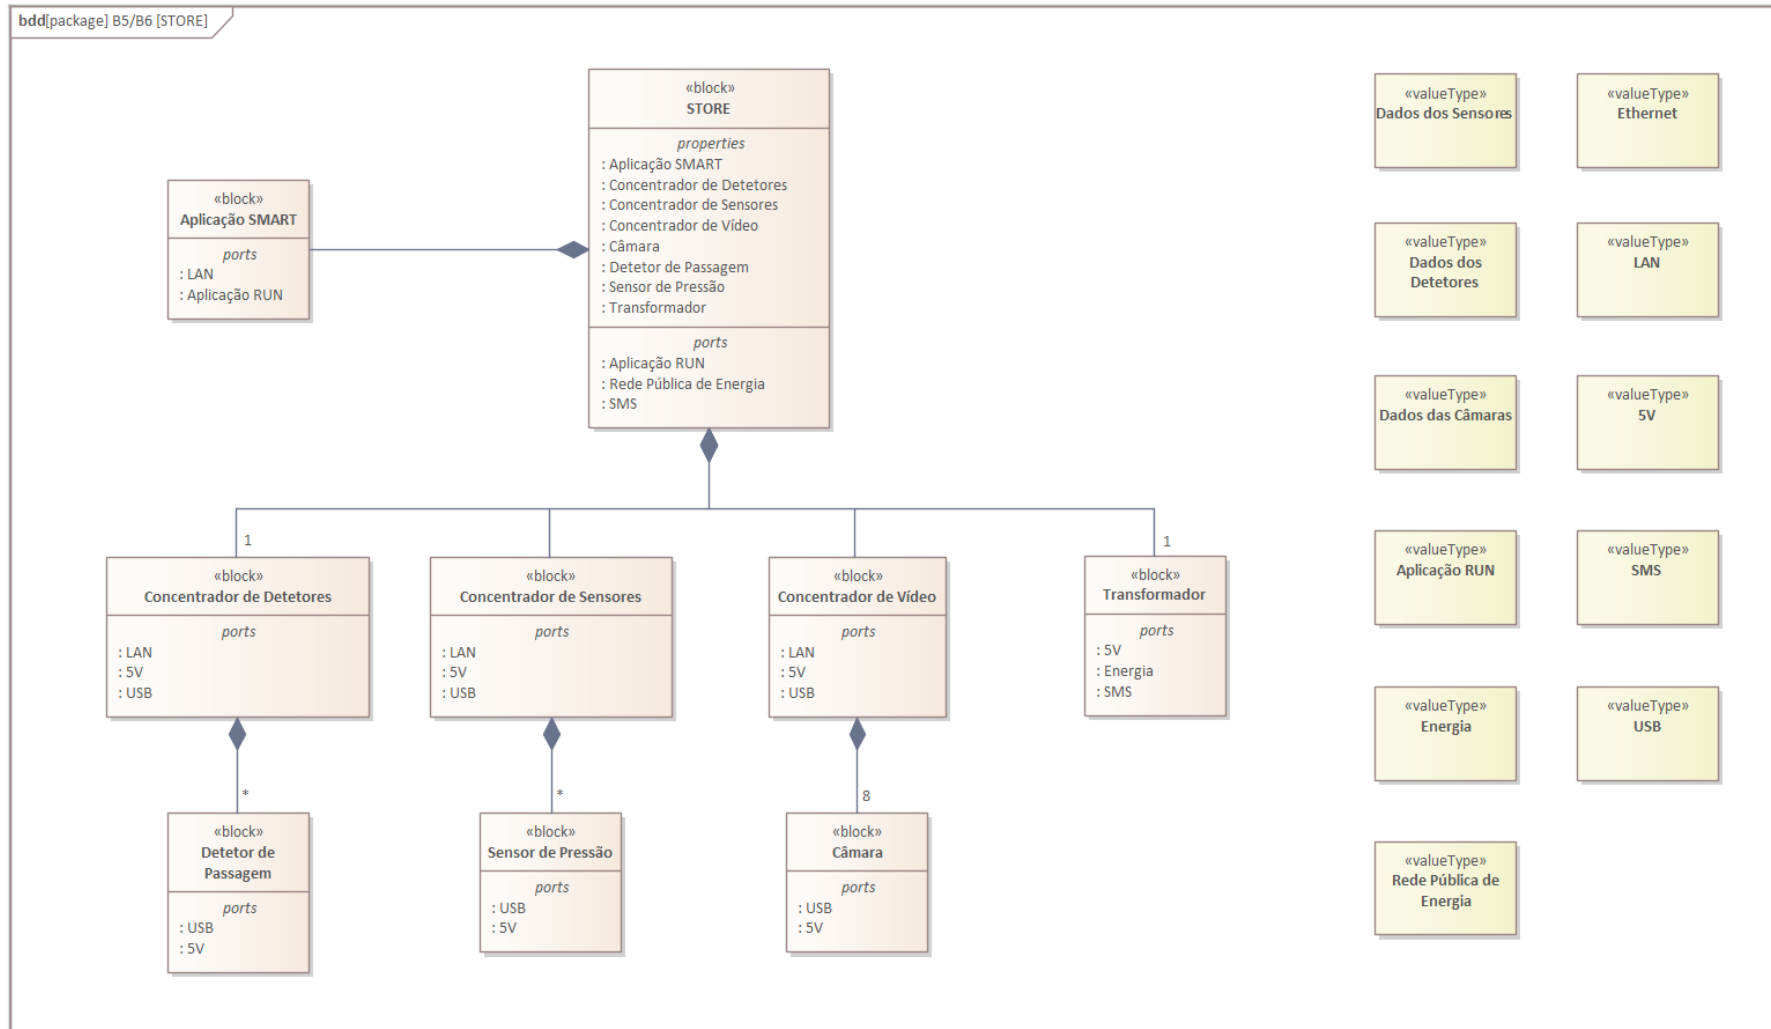 bdd[package] B5/B6 [STORE]
«block»
STORE
properties
: Aplicação SMART
: Concentrador de Detetores
: Concentrador de Sensores
: Concentrador de Vídeo
: Câmara
: Detetor de Passagem
: Sensor de Pressão
: Transformador
ports
: Aplicação RUN
: Rede Pública de Energia
: SMS
«block»
Aplicação SMART
ports
: LAN
: Aplicação RUN
1
«block»
Concentrador de Detetores
ports
: LAN
: 5V
: USB
«block»
Concentrador de Sensores
ports
: LAN
: 5V
: USB
«block»
Concentrador de Vídeo
ports
: LAN
: 5V
: USB
1
«block»
Transformador
ports
: 5V
: Energia
: SMS
*
«block»
Detetor de
Passagem
ports
: USB
: 5V
*
«block»
Sensor de Pressão
ports
: USB
: 5V
8
«block»
Câmara
ports
: USB
: 5V
«valueType»
Dados dos Sensores
«valueType»
Ethernet
«valueType»
Dados dos
Detetores
«valueType»
LAN
«valueType»
Dados das Câmaras
«valueType»
5V
«valueType»
Aplicação RUN
«valueType»
SMS
«valueType»
Energia
«valueType»
USB
«valueType»
Rede Pública de
Energia